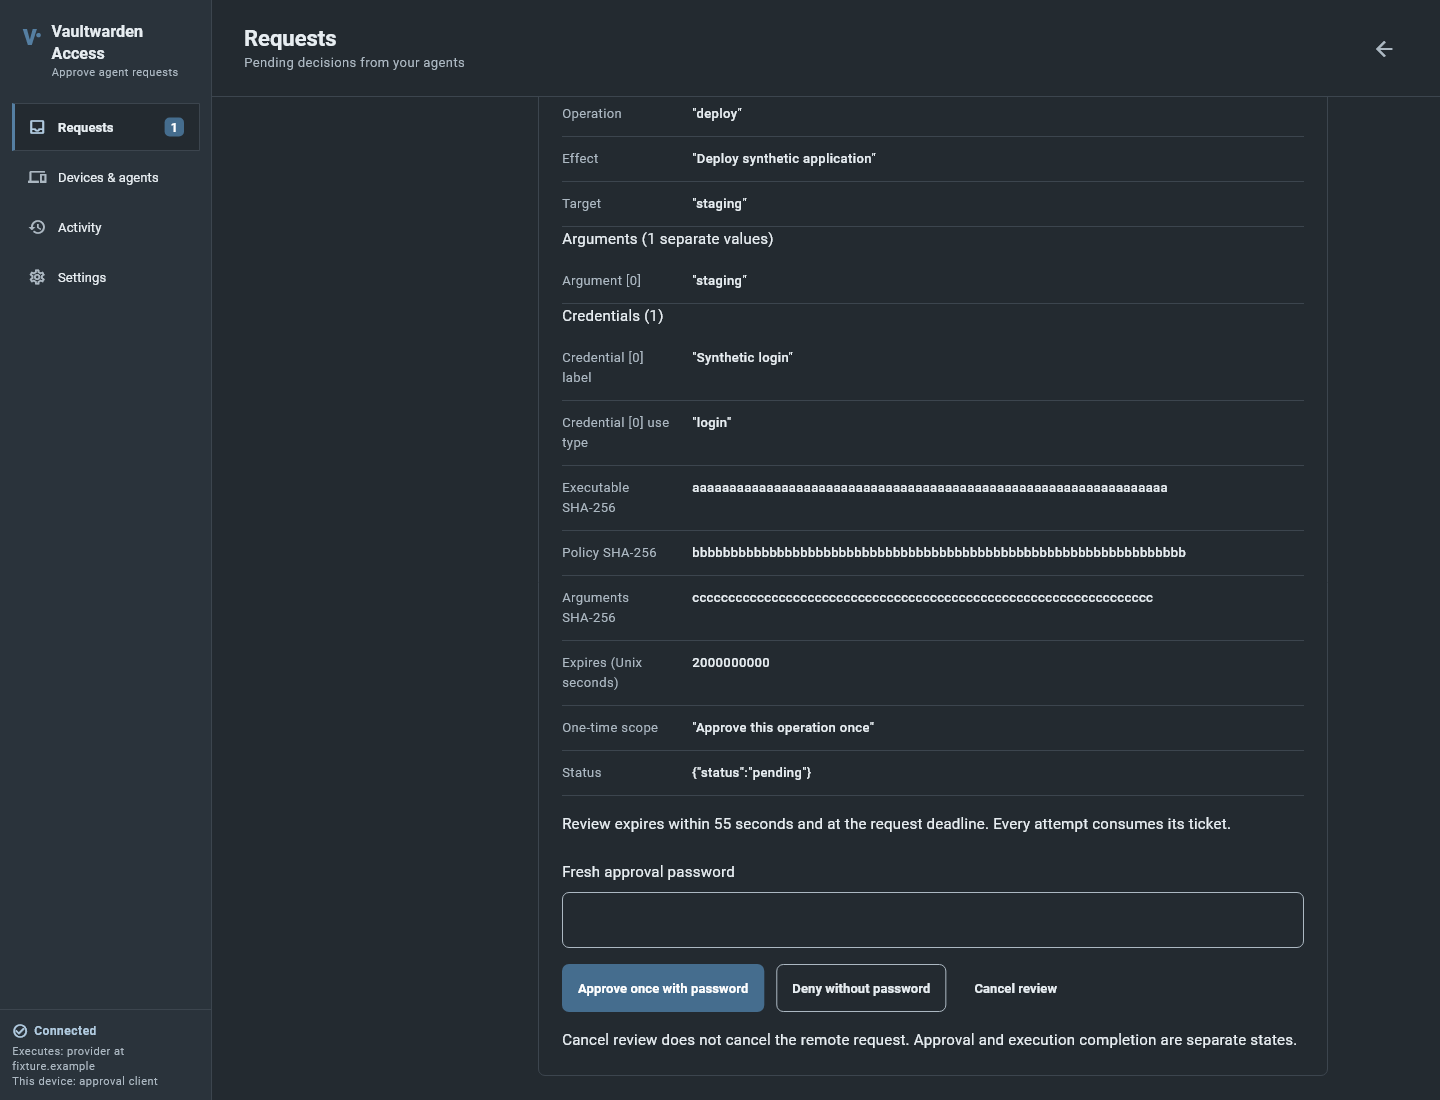 Vaultwarden
Access
Approve agent requests
Requests
1
Devices & agents
Activity
Settings
Connected
Executes: provider at
fixture.example
This device: approval client
Requests
Pending decisions from your agents
Operation "deploy"
Effect "Deploy synthetic application"
Target "staging"
Arguments (1 separate values)
Argument [0] "staging"
Credentials (1)
Credential [0] "Synthetic login"
label
Credential [0] use "login"
type
Executable aaaaaaaaaaaaaaaaaaaaaaaaaaaaaaaaaaaaaaaaaaaaaaaaaaaaaaaaaaaaaaaa
SHA-256
Policy SHA-256 bbbbbbbbbbbbbbbbbbbbbbbbbbbbbbbbbbbbbbbbbbbbbbbbbbbbbbbbbbbbbbbb
Arguments cccccccccccccccccccccccccccccccccccccccccccccccccccccccccccccccc
SHA-256
Expires (Unix 2000000000
seconds)
One-time scope "Approve this operation once"
Status {"status":"pending"}
Review expires within 55 seconds and at the request deadline. Every attempt consumes its ticket.
Fresh approval password
Approve once with password
Deny without password
Cancel review
Cancel review does not cancel the remote request. Approval and execution completion are separate states.